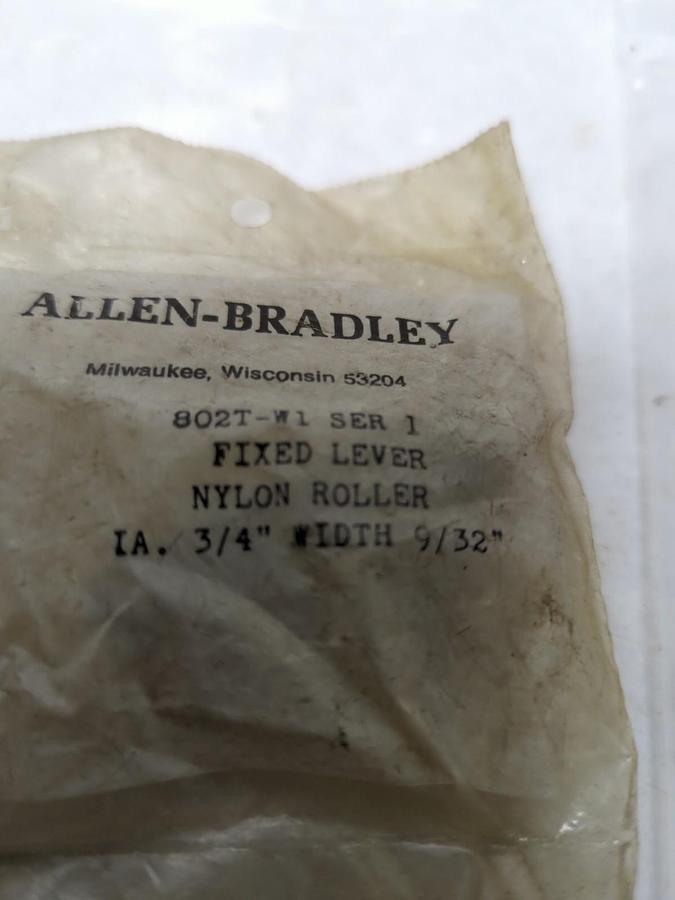 ALLEN-BRADLEY
Milwaukee, Wisconsin 53204
802T-W1 SER 1
FIXED LEVER
NYLON ROLLER
IA. 3/4" WIDTH 9/32"